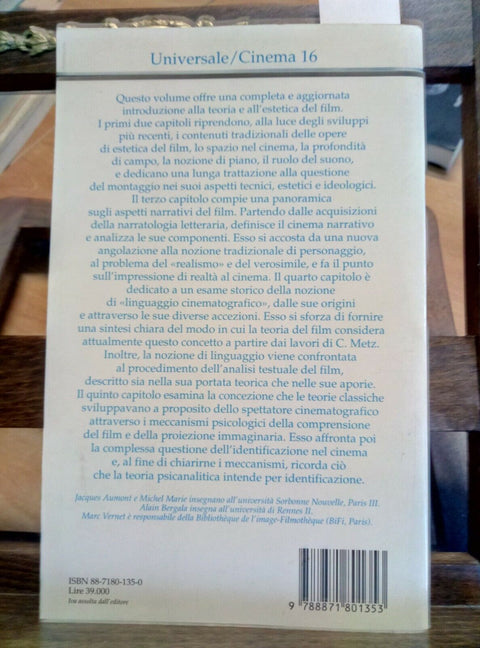 Universale/Cinema 16
Questo volume offre una completa e aggiornata
introduzione alla teoria e all'estetica del film.
I primi due capitoli riprendono, alla luce degli sviluppi
più recenti, i contenuti tradizionali delle opere
di estetica del film, lo spazio nel cinema, la profondità
di campo, la nozione di piano, il ruolo del suono,
e dedicano una lunga trattazione alla questione
del montaggio nei suoi aspetti tecnici, estetici e ideologici.
Il terzo capitolo compie una panoramica
sugli aspetti narrativi del film. Partendo dalle acquisizioni
della narratologia letteraria, definisce il cinema narrativo
e analizza le sue componenti. Esso si accosta da una nuova
angolazione alla nozione tradizionale di personaggio,
al problema del «realismo» e del verosimile, e fa il punto
sull'impressione di realtà al cinema. Il quarto capitolo è
dedicato a un esame storico della nozione
di «linguaggio cinematografico», dalle sue origini
e attraverso le sue diverse accezioni. Esso si sforza di fornire
una sintesi chiara del modo in cui la teoria del film considera
attualmente questo concetto a partire dai lavori di C. Metz.
Inoltre, la nozione di linguaggio viene confrontata
al procedimento dell'analisi testuale del film,
descritto sia nella sua portata teorica che nelle sue aporie.
Il quinto capitolo esamina la concezione che le teorie classiche
sviluppavano a proposito dello spettatore cinematografico
attraverso i meccanismi psicologici della comprensione
del film e della proiezione immaginaria. Esso affronta poi
la complessa questione dell'identificazione nel cinema
e, al fine di chiarirne i meccanismi, ricorda ciò
che la teoria psicanalitica intende per identificazione.
Jacques Aumont e Michel Marie insegnano all'università Sorbonne Nouvelle, Paris III.
Alain Bergala insegna all'università di Rennes II.
Marc Vernet è responsabile della Bibliothèque de l'image-Filmothèque (BiFi, Paris).
ISBN 88-7180-135-0
Lire 39.000
Iva assolta dall'editore
9 788871 801353